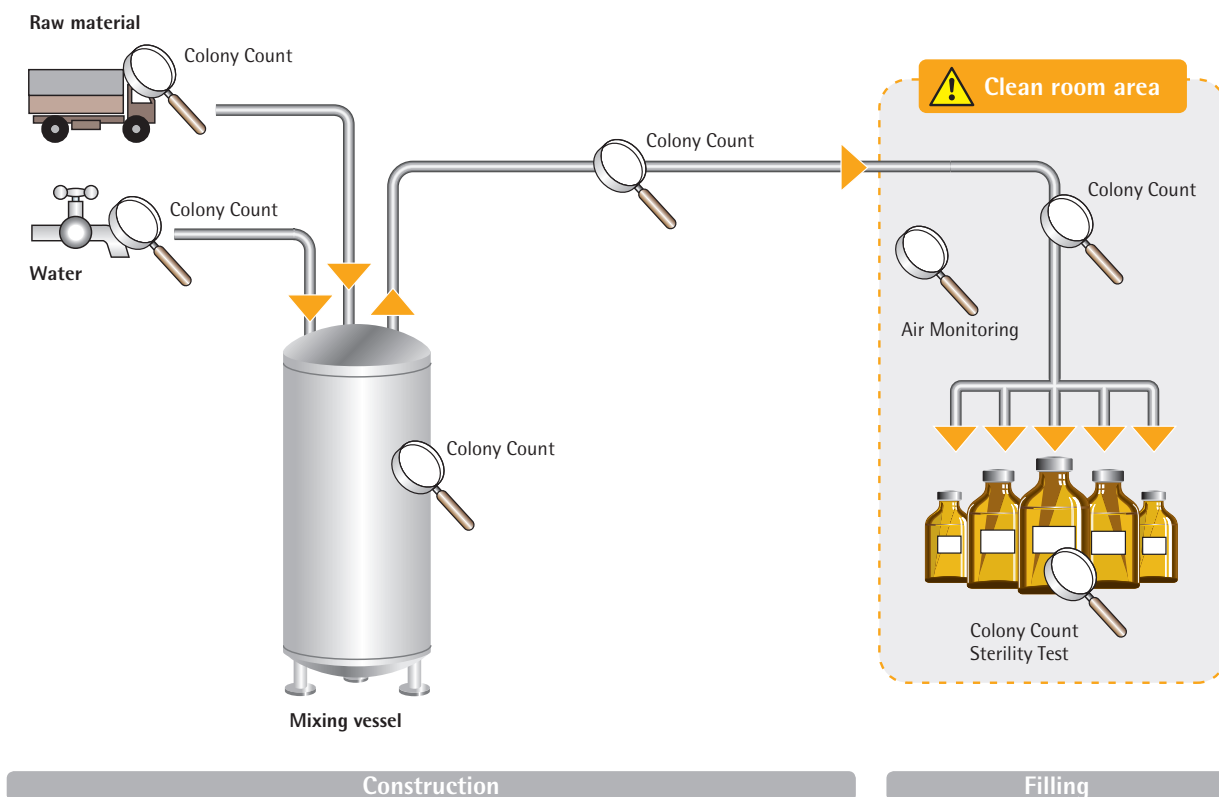 Raw material
Colony Count
Clean room area
Colony Count
Colony Count
Colony Count
Water
Air Monitoring
Colony Count
Colony Count
Sterility Test
Mixing vessel
Construction
Filling